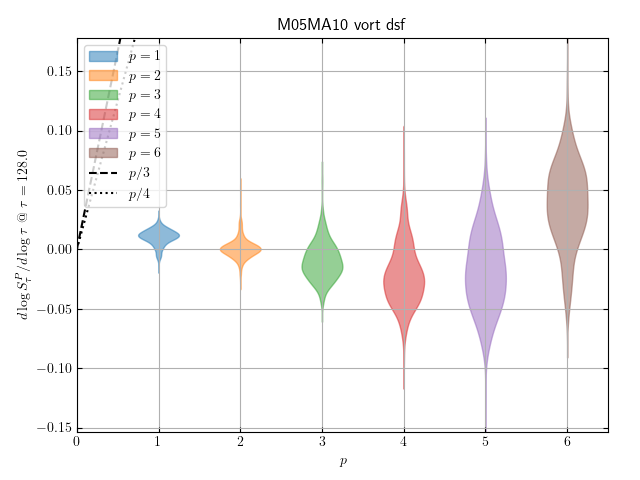 M05MA10 vort dsf
p = 1
p = 2
p = 3
p = 4
p = 5
p = 6
p/3
p/4
d log S_τ^p / d log τ @ τ = 128.0
0.15
0.10
0.05
0.00
−0.05
−0.10
−0.15
0 1 2 3 4 5 6
p